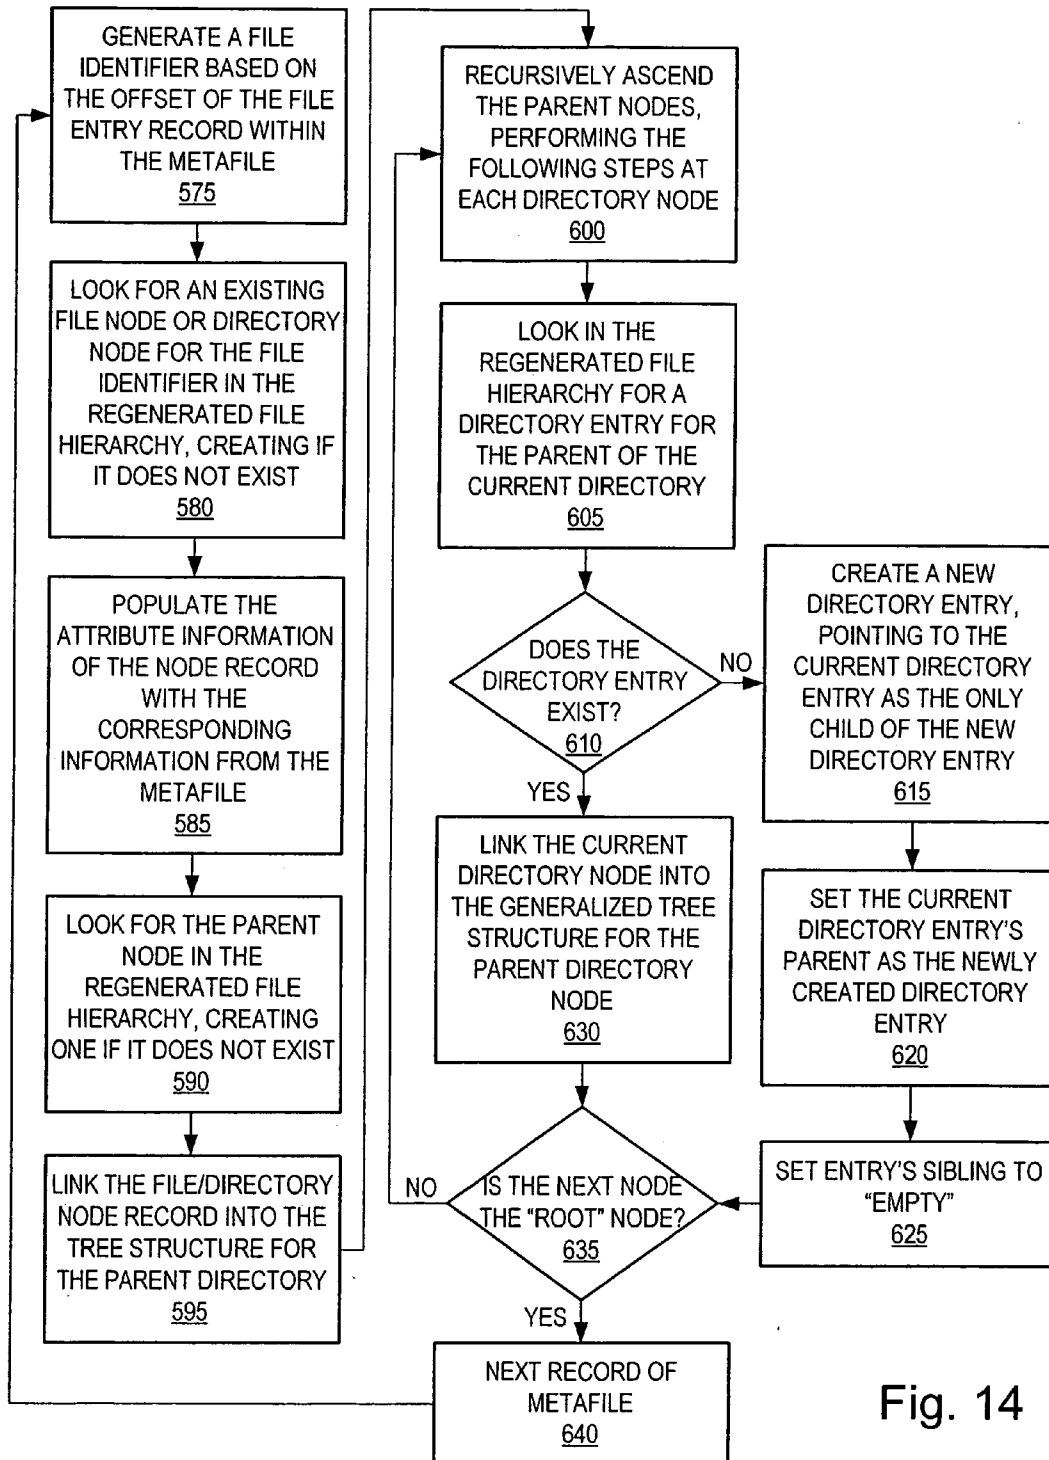 GENERATE A FILE
IDENTIFIER BASED ON
THE OFFSET OF THE FILE
ENTRY RECORD WITHIN
THE METAFILE
575
LOOK FOR AN EXISTING
FILE NODE OR DIRECTORY
NODE FOR THE FILE
IDENTIFIER IN THE
REGENERATED FILE
HIERARCHY, CREATING IF
IT DOES NOT EXIST
580
POPULATE THE
ATTRIBUTE INFORMATION
OF THE NODE RECORD
WITH THE
CORRESPONDING
INFORMATION FROM THE
METAFILE
585
LOOK FOR THE PARENT
NODE IN THE
REGENERATED FILE
HIERARCHY, CREATING
ONE IF IT DOES NOT EXIST
590
LINK THE FILE/DIRECTORY
NODE RECORD INTO THE
TREE STRUCTURE FOR
THE PARENT DIRECTORY
595
RECURSIVELY ASCEND
THE PARENT NODES,
PERFORMING THE
FOLLOWING STEPS AT
EACH DIRECTORY NODE
600
LOOK IN THE
REGENERATED FILE
HIERARCHY FOR A
DIRECTORY ENTRY FOR
THE PARENT OF THE
CURRENT DIRECTORY
605
DOES THE
DIRECTORY ENTRY
EXIST?
610
NO
YES
CREATE A NEW
DIRECTORY ENTRY,
POINTING TO THE
CURRENT DIRECTORY
ENTRY AS THE ONLY
CHILD OF THE NEW
DIRECTORY ENTRY
615
SET THE CURRENT
DIRECTORY ENTRY'S
PARENT AS THE NEWLY
CREATED DIRECTORY
ENTRY
620
SET ENTRY'S SIBLING TO
“EMPTY”
625
LINK THE CURRENT
DIRECTORY NODE INTO
THE GENERALIZED TREE
STRUCTURE FOR THE
PARENT DIRECTORY
NODE
630
IS THE NEXT NODE
THE “ROOT” NODE?
635
NO
YES
NEXT RECORD OF
METAFILE
640
Fig. 14